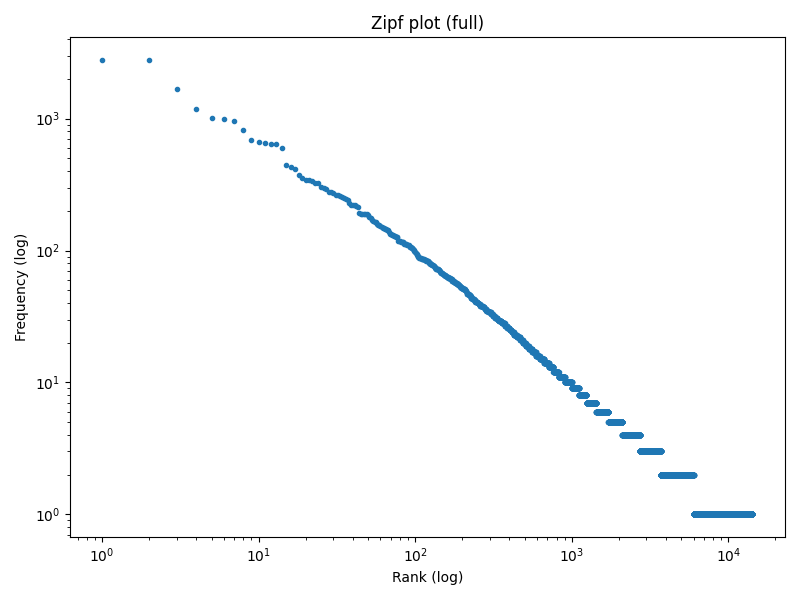 Zipf plot (full)
Frequency (log)
10³
10²
10¹
10⁰
10⁰ 10¹ 10² 10³ 10⁴
Rank (log)